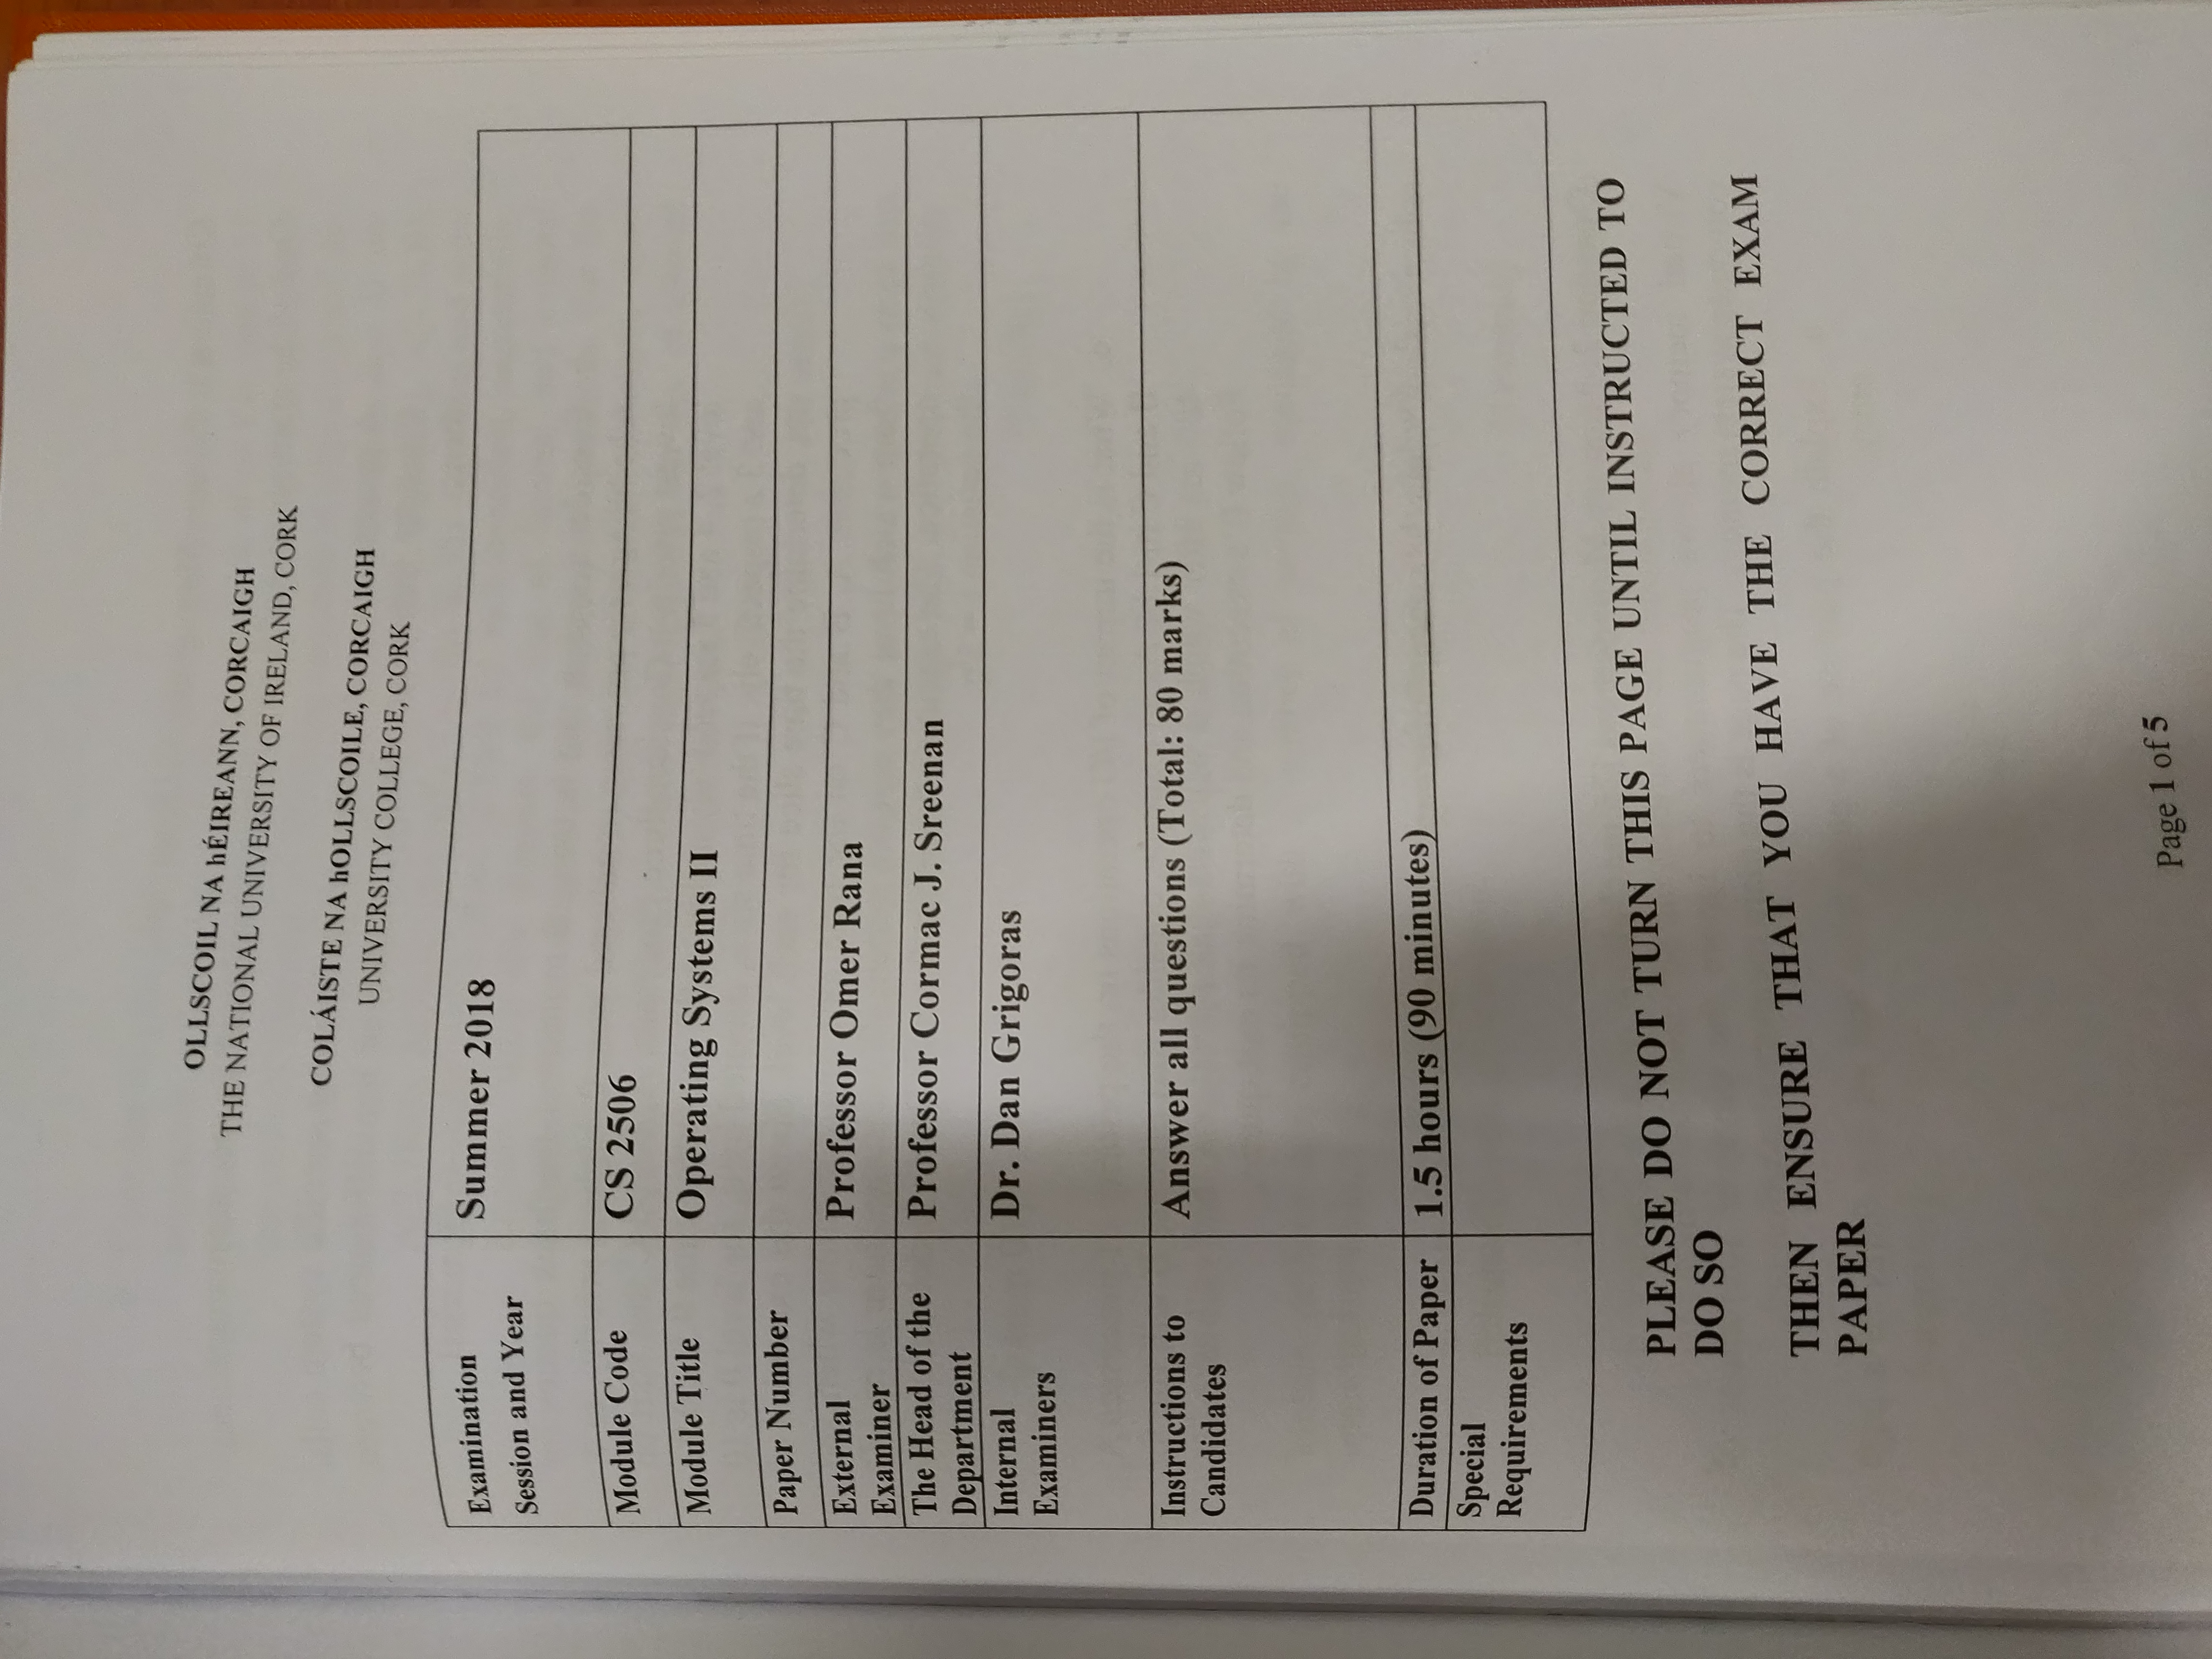 OLLSCOIL NA hÉIREANN, CORCAIGH
THE NATIONAL UNIVERSITY OF IRELAND, CORK
COLÁISTE NA hOLLSCOILE, CORCAIGH
UNIVERSITY COLLEGE, CORK
Examination
Session and Year
Summer 2018
Module Code
CS 2506
Module Title
Operating Systems II
Paper Number
External
Examiner
Professor Omer Rana
The Head of the
Department
Professor Cormac J. Sreenan
Internal
Examiners
Dr. Dan Grigoras
Instructions to
Candidates
Answer all questions (Total: 80 marks)
Duration of Paper
1.5 hours (90 minutes)
Special
Requirements
PLEASE DO NOT TURN THIS PAGE UNTIL INSTRUCTED TO
DO SO
THEN ENSURE THAT YOU HAVE THE CORRECT EXAM
PAPER
Page 1 of 5